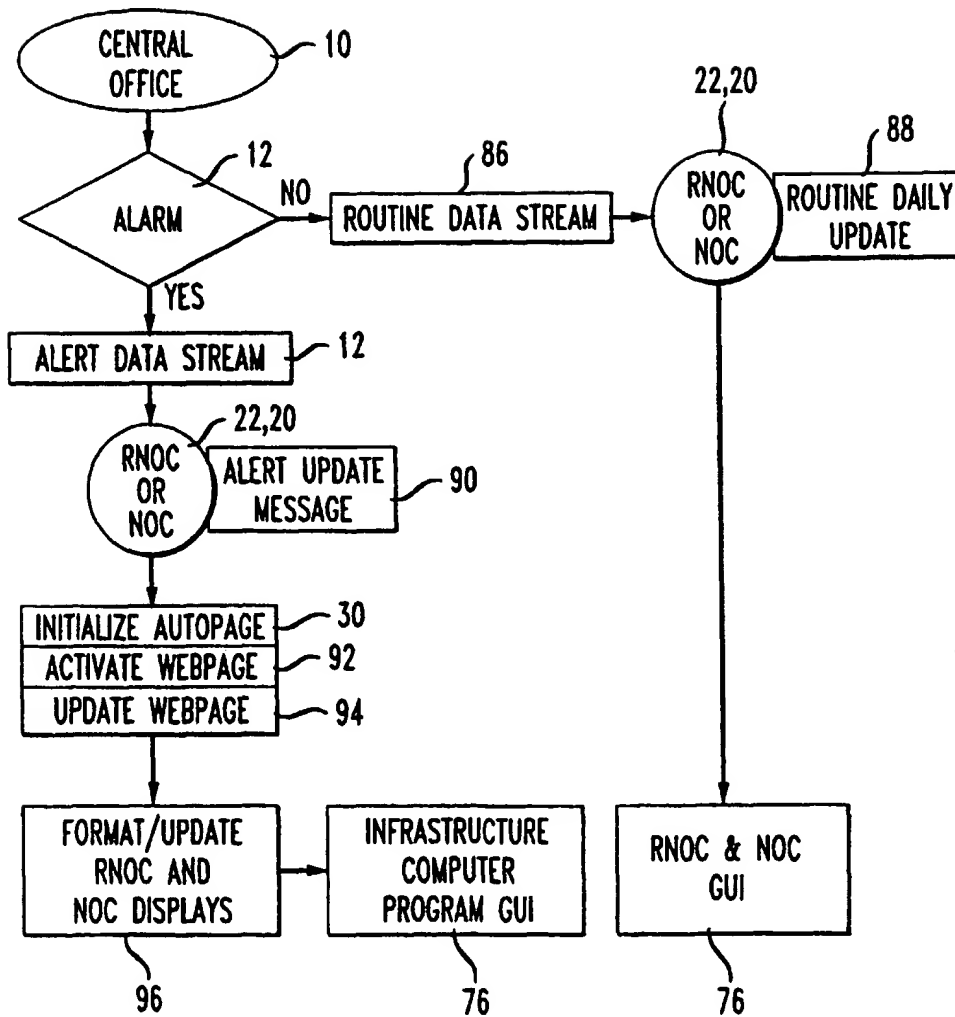 CENTRAL
OFFICE
10
12
ALARM
NO
86
ROUTINE DATA STREAM
22,20
RNOC
OR
NOC
88
ROUTINE DAILY
UPDATE
YES
ALERT DATA STREAM
12
22,20
RNOC
OR
NOC
ALERT UPDATE
MESSAGE
90
INITIALIZE AUTOPAGE
30
ACTIVATE WEBPAGE
92
UPDATE WEBPAGE
94
FORMAT/UPDATE
RNOC AND
NOC DISPLAYS
96
INFRASTRUCTURE
COMPUTER
PROGRAM GUI
76
RNOC & NOC
GUI
76